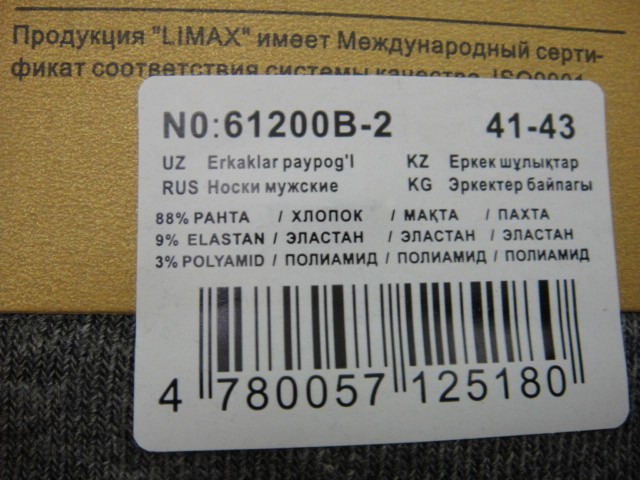 Продукция "LIMAX" имеет Международный серти-
фикат соответствия системы качества ISO9001
N0:61200B-2 41-43
UZ Erkaklar paypog'l KZ Еркек шұлықтар
RUS Носки мужские KG Эркектер байпагы
88% PAHTA / ХЛОПОК / МАҚТА / ПАХТА
9% ELASTAN / ЭЛАСТАН / ЭЛАСТАН / ЭЛАСТАН
3% POLYAMID / ПОЛИАМИД / ПОЛИАМИД / ПОЛИАМИД
4 780057 125180